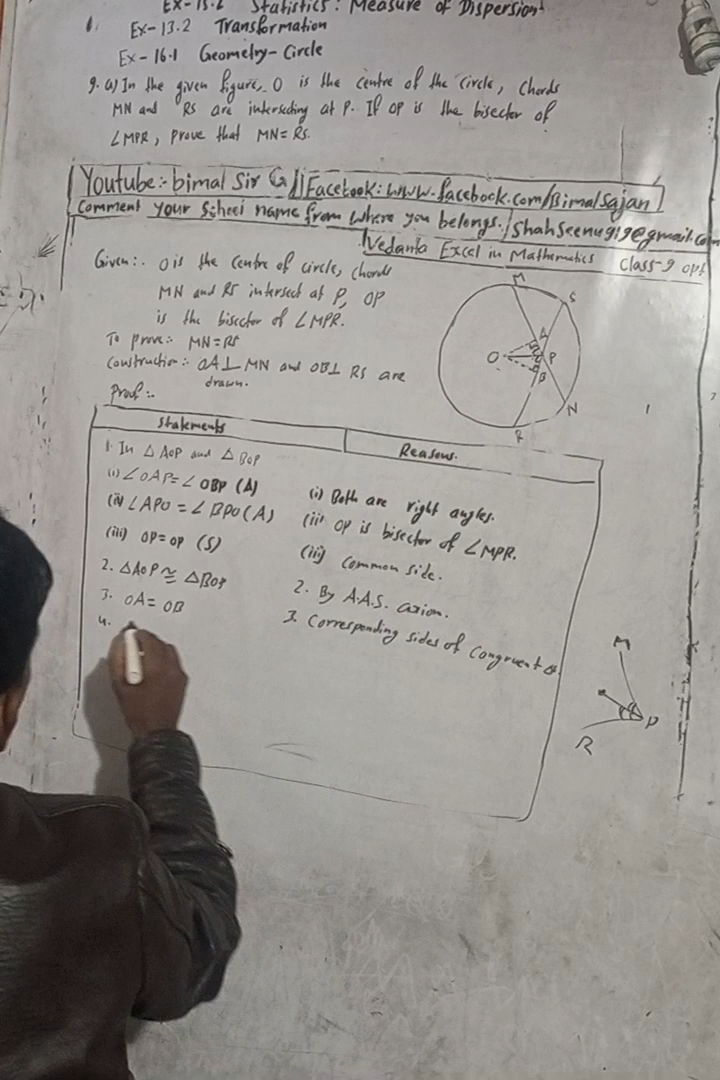 Ex-15.2 Statistics: Measure of Dispersion
Ex-13.2 Transformation
Ex-16.1 Geometry-Circle
9. a) In the given figure, O is the centre of the circle, chords
MN and RS are intersecting at P. If OP is the bisector of
∠MPR, prove that MN=RS.
Youtube:- bimal Sir G || Facebook: www.facebook.com/Bimalsajan
Comment your School name from where you belongs. / shahseenu919@gmail.com
Vedanta Excel in Mathematics Class-9 opt
Given:- O is the centre of circle, chords
MN and RS intersect at P, OP
is the bisector of ∠MPR.
To prove:- MN=RS
Construction:- OA⊥MN and OB⊥RS are
drawn.
Proof:-
M
S
A
O
P
B
N
R
Statements
Reasons.
1. In △AOP and △BOP
(i) ∠OAP=∠OBP (A)
(i) Both are right angles.
(ii) ∠APO=∠BPO (A)
(ii) OP is bisector of ∠MPR.
(iii) OP=OP (S)
(iii) Common side.
2. △AOP≅△BOP
2. By A.A.S. axiom.
3. OA=OB
3. Corresponding sides of congruent △s
4.
M
P
R